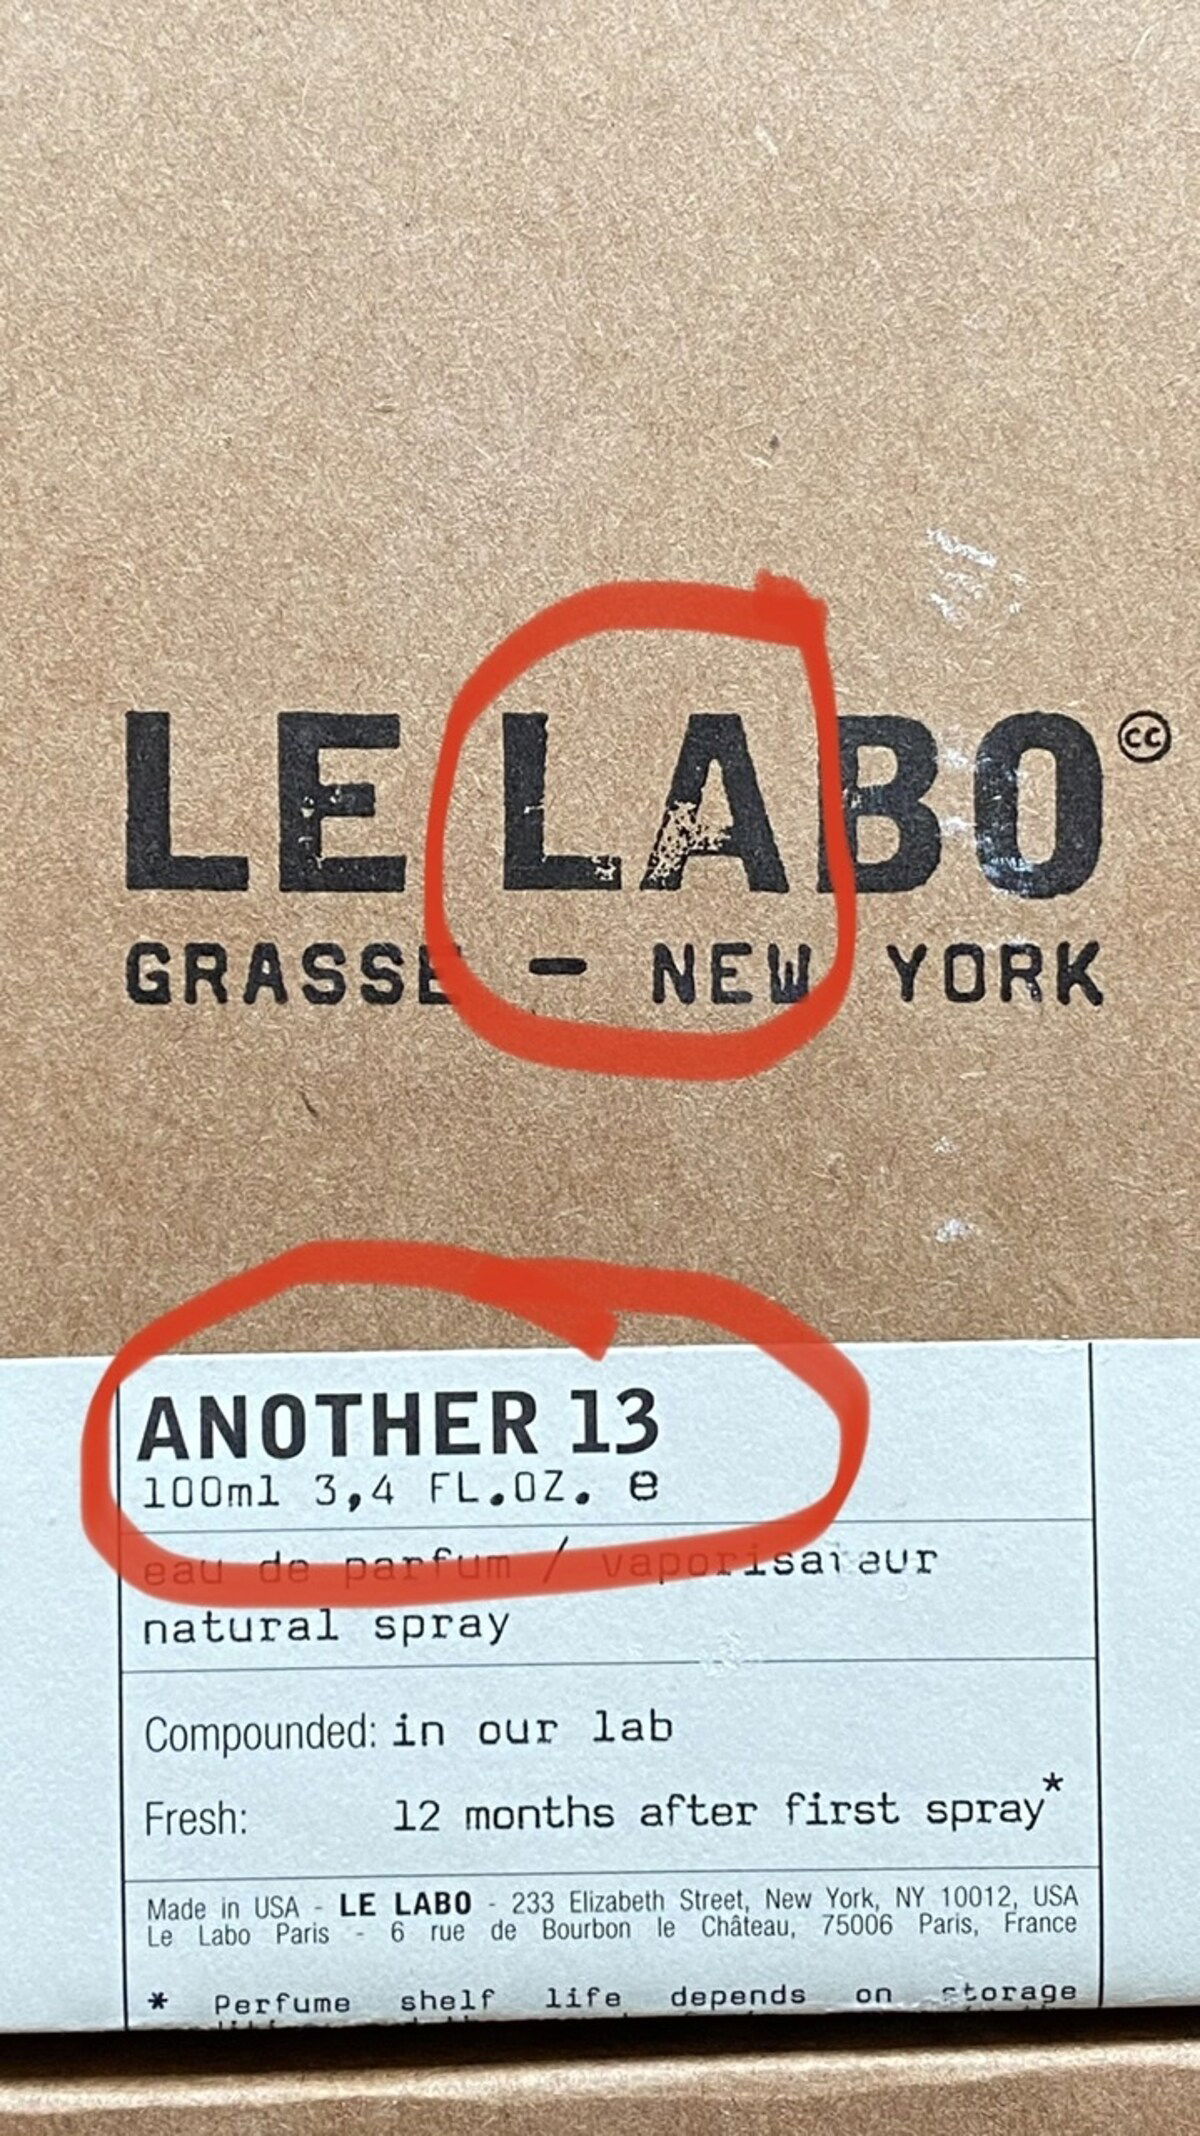 LE LABO
GRASSE - NEW YORK
ANOTHER 13
100ml 3,4 FL.OZ. e
eau de parfum / vaporisateur
natural spray
Compounded: in our lab
Fresh: 12 months after first spray*
Made in USA - LE LABO - 233 Elizabeth Street, New York, NY 10012, USA
Le Labo Paris - 6 rue de Bourbon le Château, 75006 Paris, France
* Perfume shelf life depends on storage